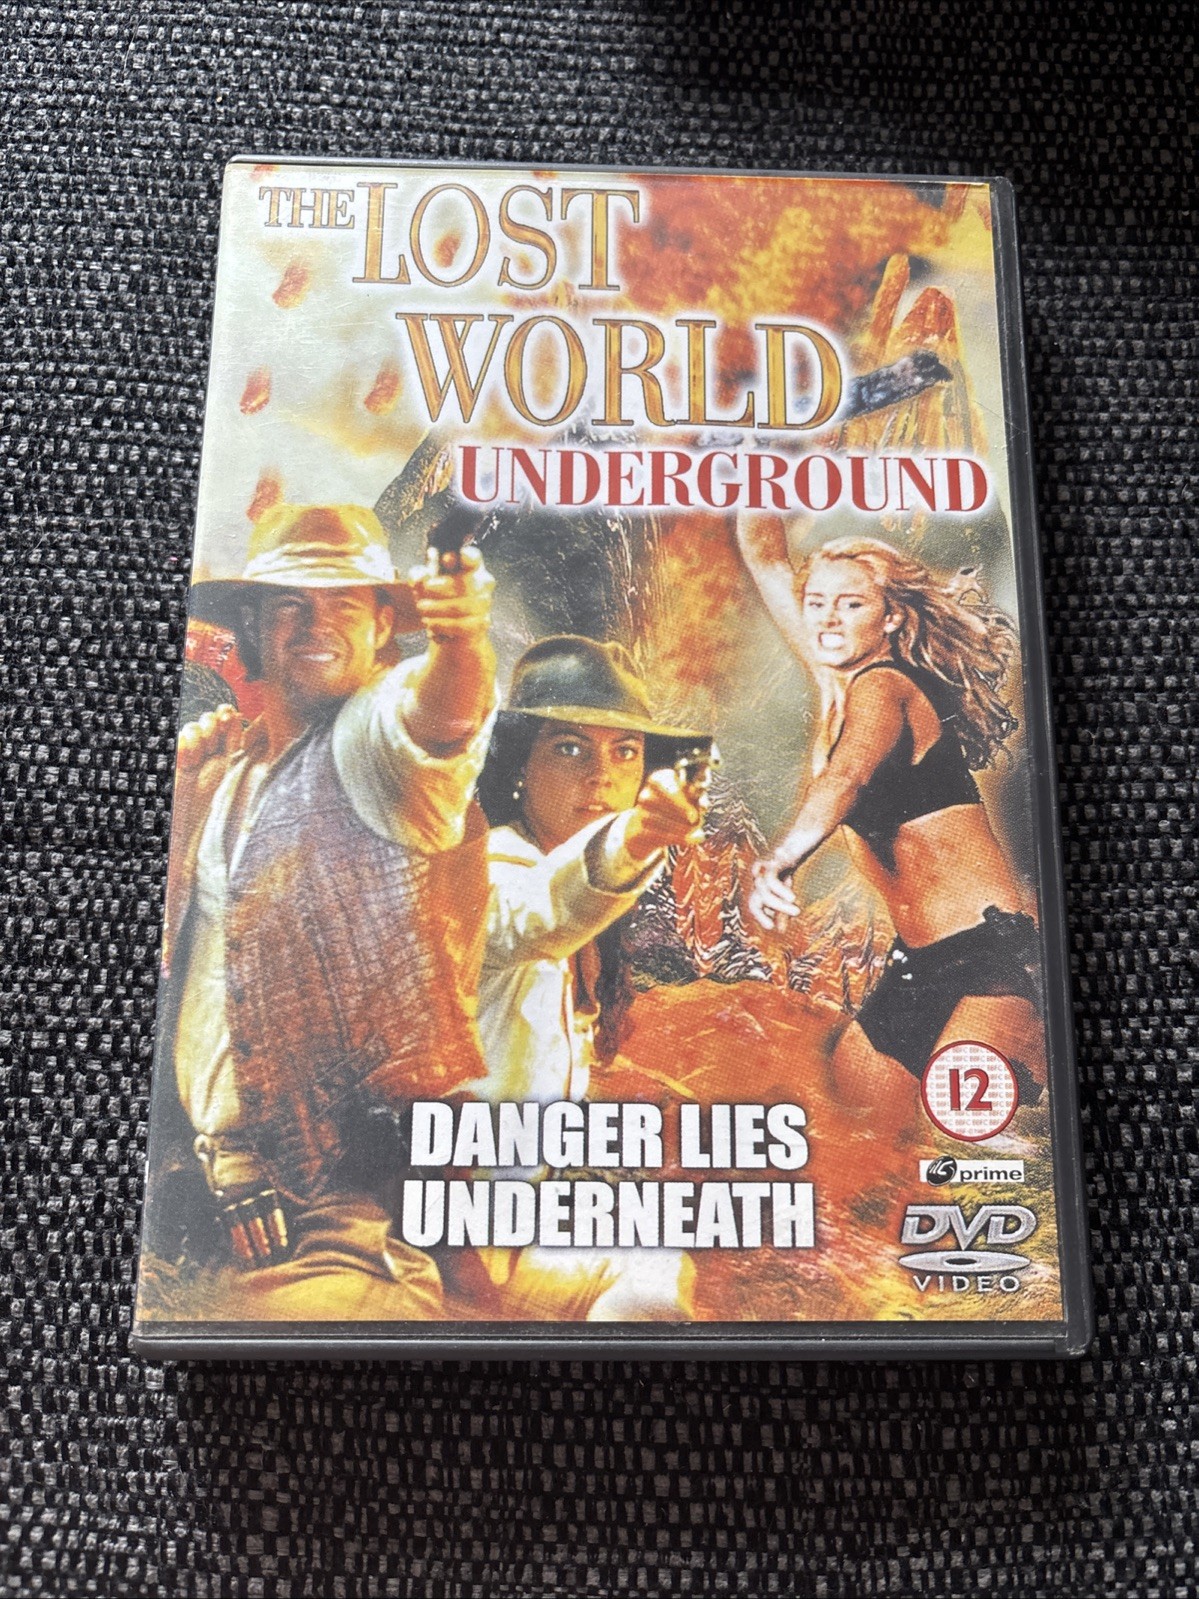 THE LOST
WORLD
UNDERGROUND
12
DANGER LIES
UNDERNEATH
prime
DVD
VIDEO